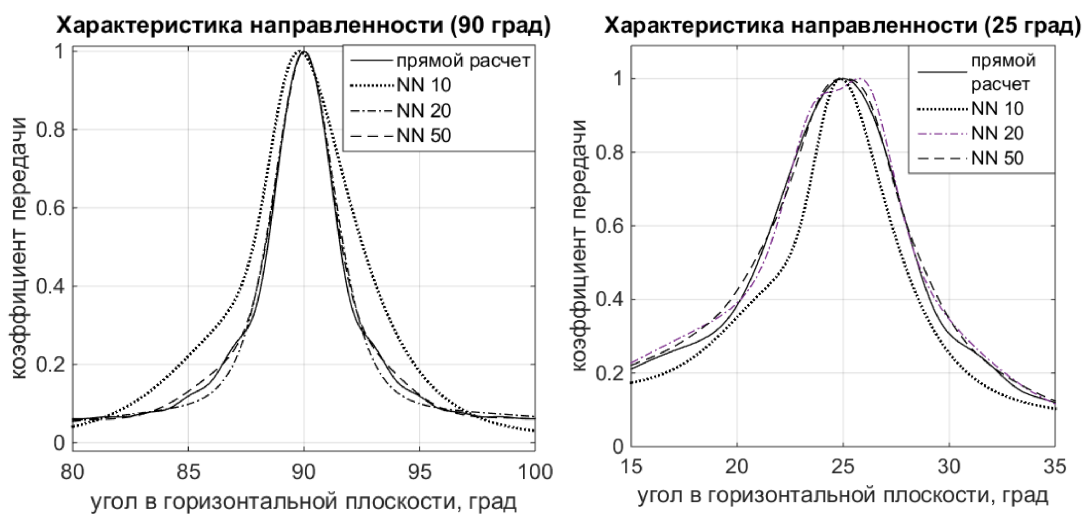 Характеристика направленности (90 град)
коэффициент передачи
1
0.8
0.6
0.4
0.2
0
прямой расчет
NN 10
NN 20
NN 50
80
85
90
95
100
угол в горизонтальной плоскости, град
Характеристика направленности (25 град)
коэффициент передачи
1
0.8
0.6
0.4
0.2
0
прямой
расчет
NN 10
NN 20
NN 50
15
20
25
30
35
угол в горизонтальной плоскости, град